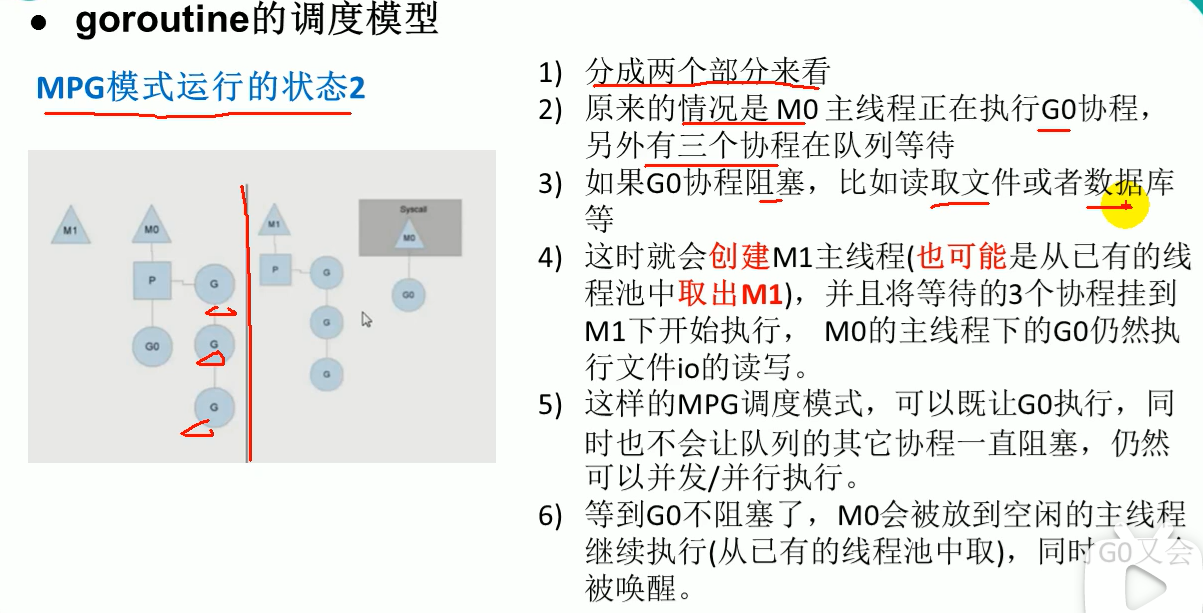 ● goroutine的调度模型
MPG模式运行的状态2
M1
M0
P
G
G0
G
G
M1
P
G
G
G
Syscall
M0
G0
1) 分成两个部分来看
2) 原来的情况是 M0 主线程正在执行G0协程，
另外有三个协程在队列等待
3) 如果G0协程阻塞，比如读取文件或者数据库
等
4) 这时就会创建M1主线程(也可能是从已有的线
程池中取出M1)，并且将等待的3个协程挂到
M1下开始执行， M0的主线程下的G0仍然执
行文件io的读写。
5) 这样的MPG调度模式，可以既让G0执行，同
时也不会让队列的其它协程一直阻塞，仍然
可以并发/并行执行。
6) 等到G0不阻塞了，M0会被放到空闲的主线程
继续执行(从已有的线程池中取)，同时G0又会
被唤醒。